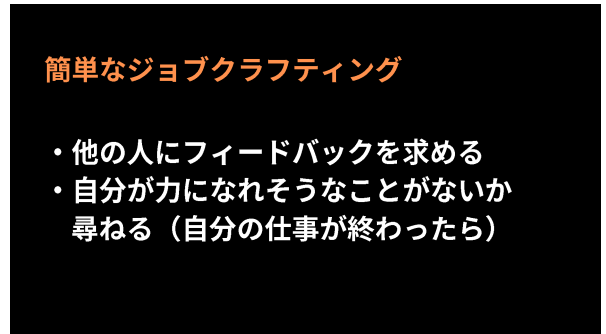 簡単なジョブクラフティング
・他の人にフィードバックを求める
・自分が力になれそうなことがないか
尋ねる（自分の仕事が終わったら）